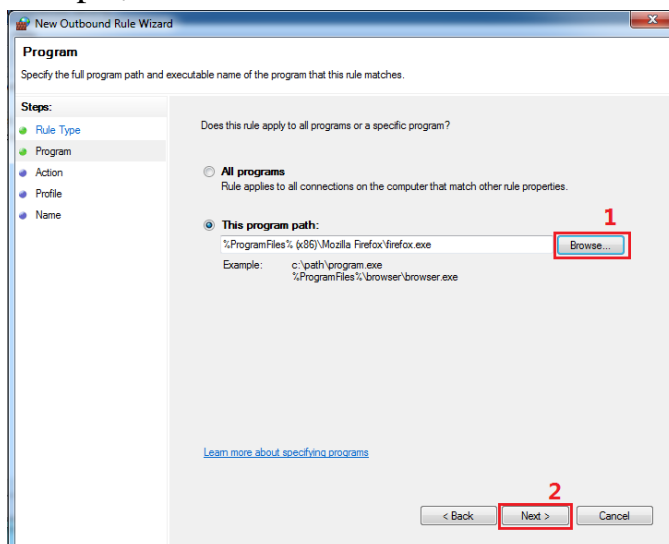 New Outbound Rule Wizard
Program
Specify the full program path and executable name of the program that this rule matches.
Steps:
Rule Type
Program
Action
Profile
Name
Does this rule apply to all programs or a specific program?
All programs
Rule applies to all connections on the computer that match other rule properties.
This program path:
1
%ProgramFiles% (x86)\Mozilla Firefox\firefox.exe
Browse...
Example: c:\path\program.exe
%ProgramFiles%\browser\browser.exe
Learn more about specifying programs
2
< Back Next > Cancel